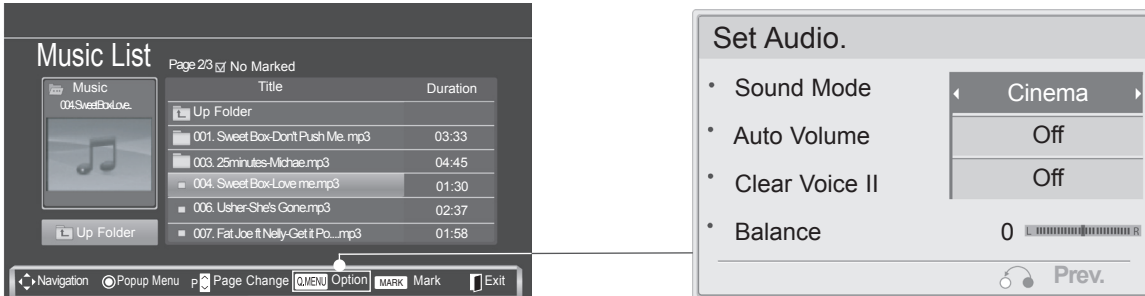 Music List
Page 2/3 No Marked
Music
004.SweetBoxLove..
Title Duration
Up Folder
001. Sweet Box-Don't Push Me. mp3 03:33
003. 25minutes-Michae.mp3 04:45
004. Sweet Box-Love me.mp3 01:30
006. Usher-She's Gone.mp3 02:37
007. Fat Joe ft Nelly-Get it Po....mp3 01:58
Up Folder
Navigation Popup Menu P Page Change Q.MENU Option MARK Mark Exit
Set Audio.
• Sound Mode Cinema
• Auto Volume Off
• Clear Voice II Off
• Balance 0 L R
Prev.